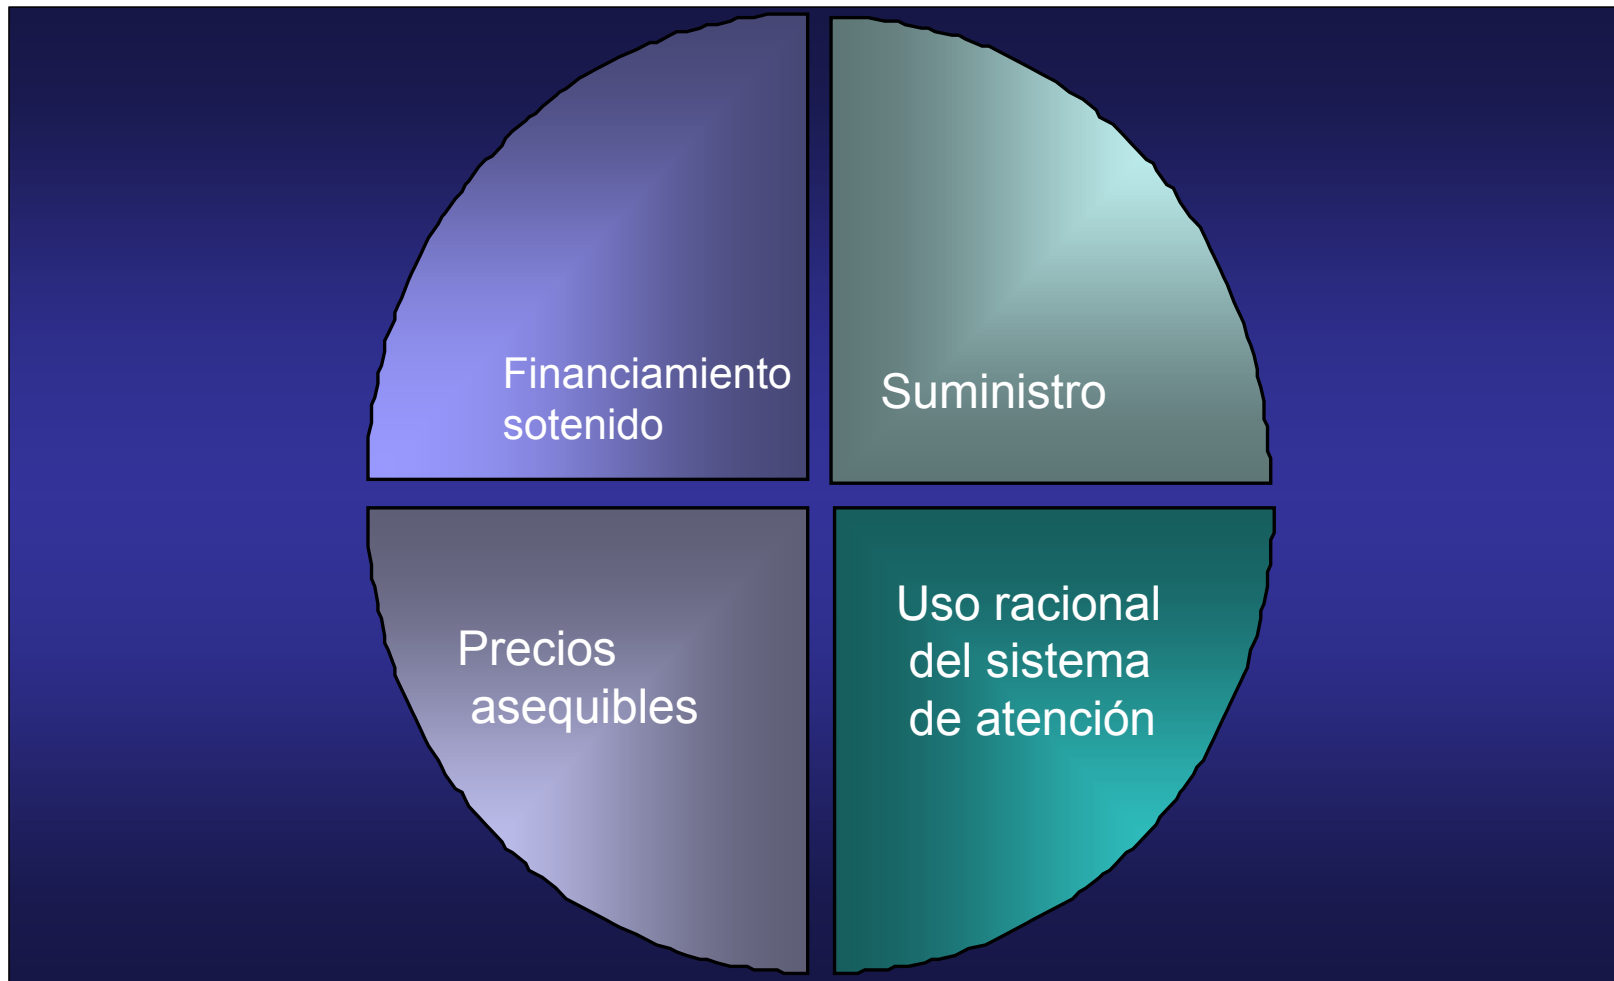 Financiamiento
sotenido
Suministro
Precios
asequibles
Uso racional
del sistema
de atención